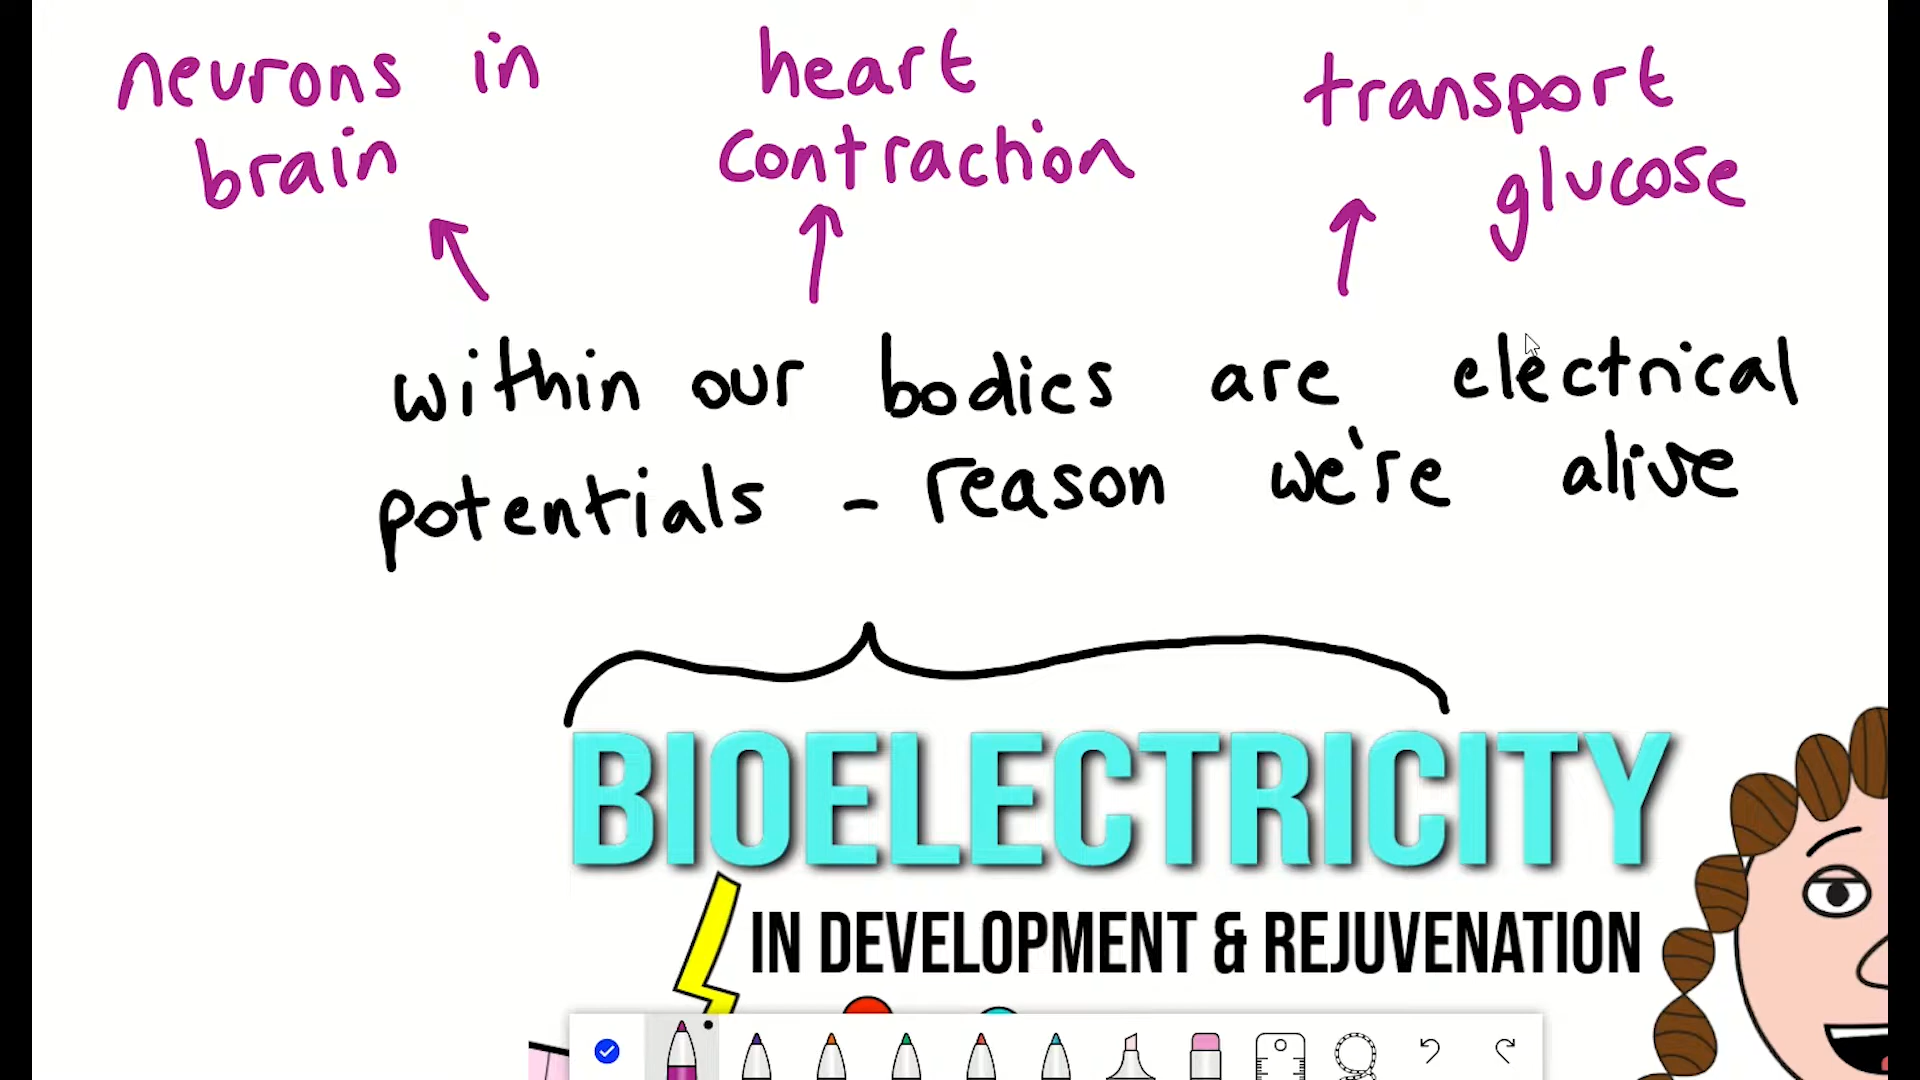 neurons in
brain
heart
contraction
transport
glucose
within our bodies are electrical
potentials - reason we're alive
BIOELECTRICITY
IN DEVELOPMENT & REJUVENATION